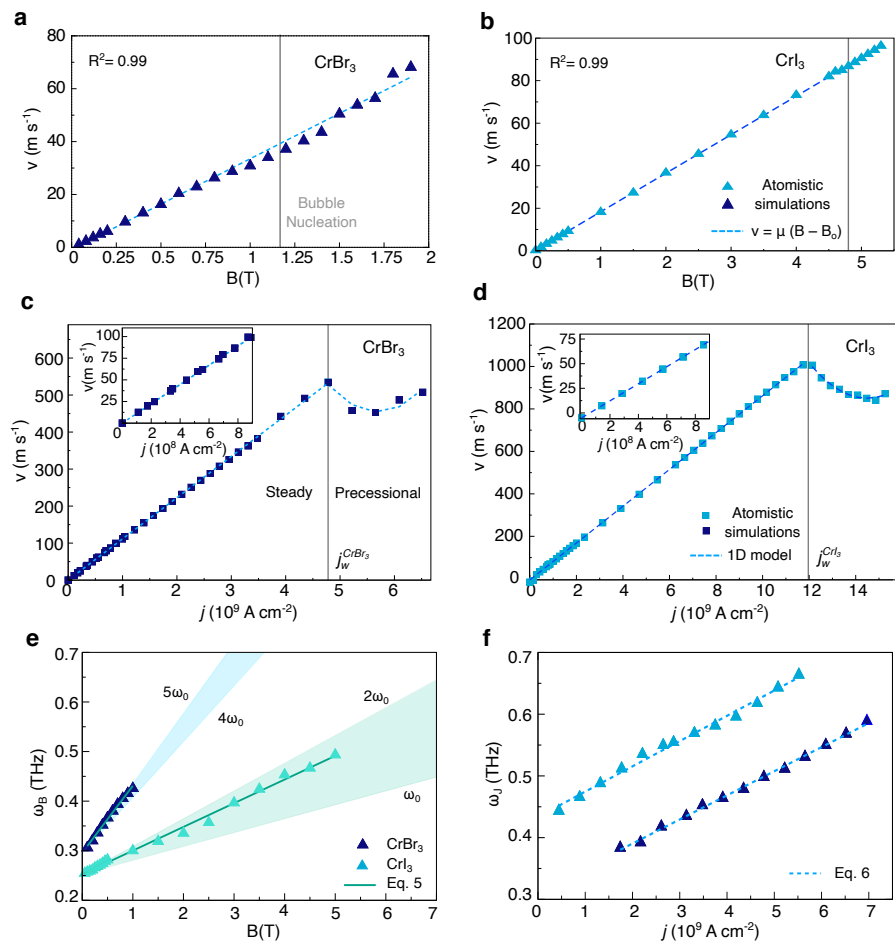 a
80
60
40
20
0
v (m s⁻¹)
R²= 0.99
CrBr₃
Bubble
Nucleation
0 0.25 0.5 0.75 1 1.25 1.5 1.75 2
B(T)
b
100
80
60
40
20
0
v (m s⁻¹)
R²= 0.99
CrI₃
Atomistic
simulations
v = μ (B − Bₒ)
0 1 2 3 4 5
B(T)
c
600
500
400
300
200
100
0
v (m s⁻¹)
100
75
50
25
v(m s⁻¹)
0 2 4 6 8
j (10⁸ A cm⁻²)
CrBr₃
Steady
Precessional
j_w^CrBr₃
0 1 2 3 4 5 6
j (10⁹ A cm⁻²)
d
1200
1000
800
600
400
200
0
v (m s⁻¹)
75
50
25
0
v(m s⁻¹)
0 2 4 6 8
j (10⁸ A cm⁻²)
CrI₃
Atomistic
simulations
1D model
j_w^CrI₃
0 2 4 6 8 10 12 14
j (10⁹ A cm⁻²)
e
0.7
0.6
0.5
0.4
0.3
0.2
ω_B (THz)
5ω₀
4ω₀
2ω₀
ω₀
CrBr₃
CrI₃
Eq. 5
0 1 2 3 4 5 6 7
B(T)
f
0.7
0.6
0.5
0.4
0.3
ω_J (THz)
Eq. 6
0 1 2 3 4 5 6 7
j (10⁹ A cm⁻²)